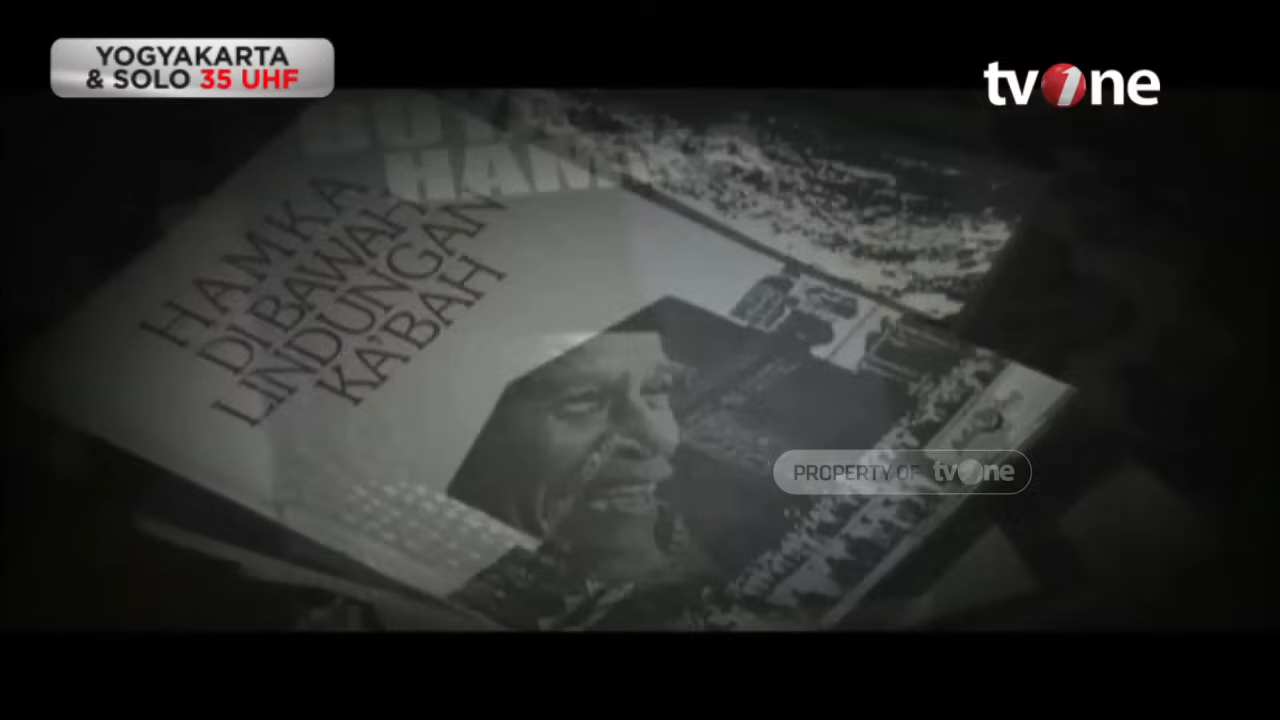 YOGYAKARTA
& SOLO 35 UHF
tvOne
HAMKA
DI BAWAH
LINDUNGAN
KA'BAH
PROPERTY OF tvOne